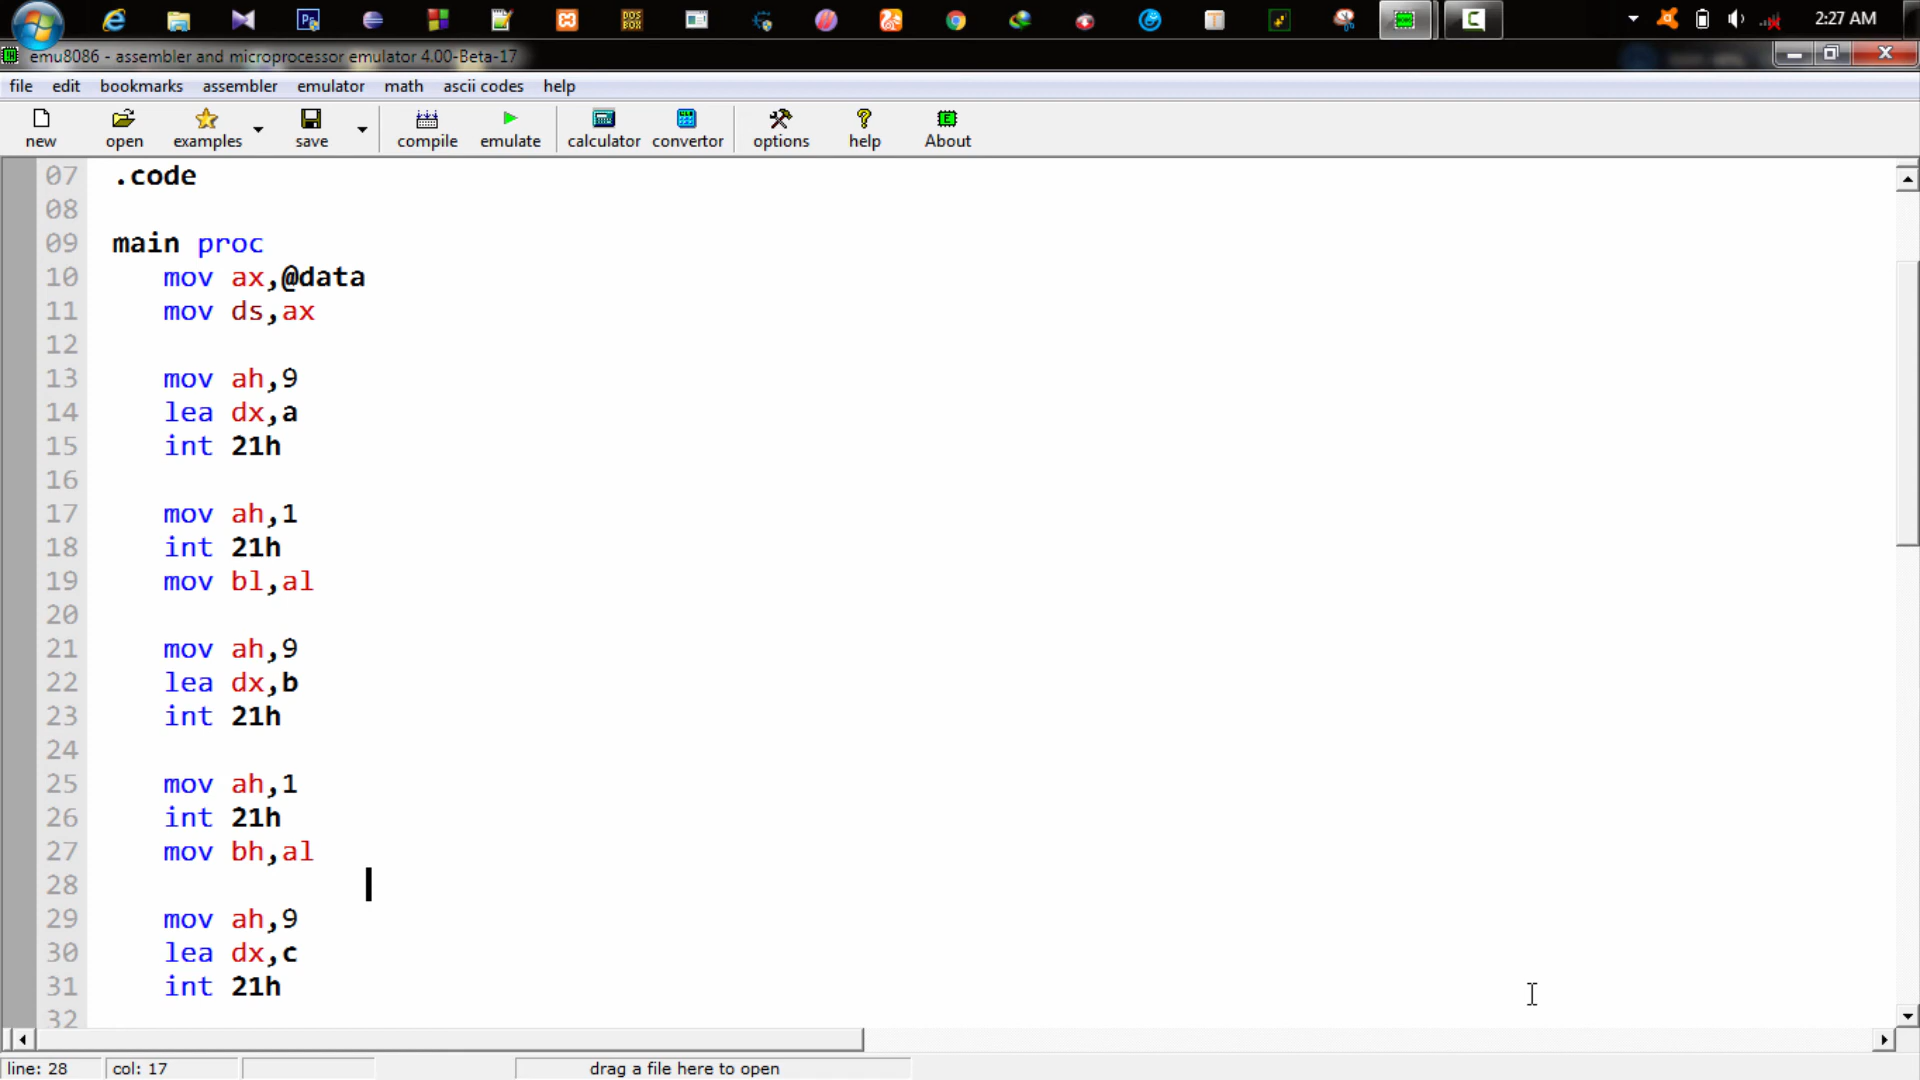 2:27 AM
emu8086 - assembler and microprocessor emulator 4.00-Beta-17
file edit bookmarks assembler emulator math ascii codes help
new open examples save compile emulate calculator convertor options help About
07 .code
08
09 main proc
10 mov ax,@data
11 mov ds,ax
12
13 mov ah,9
14 lea dx,a
15 int 21h
16
17 mov ah,1
18 int 21h
19 mov bl,al
20
21 mov ah,9
22 lea dx,b
23 int 21h
24
25 mov ah,1
26 int 21h
27 mov bh,al
28
29 mov ah,9
30 lea dx,c
31 int 21h
32
line: 28 col: 17 drag a file here to open